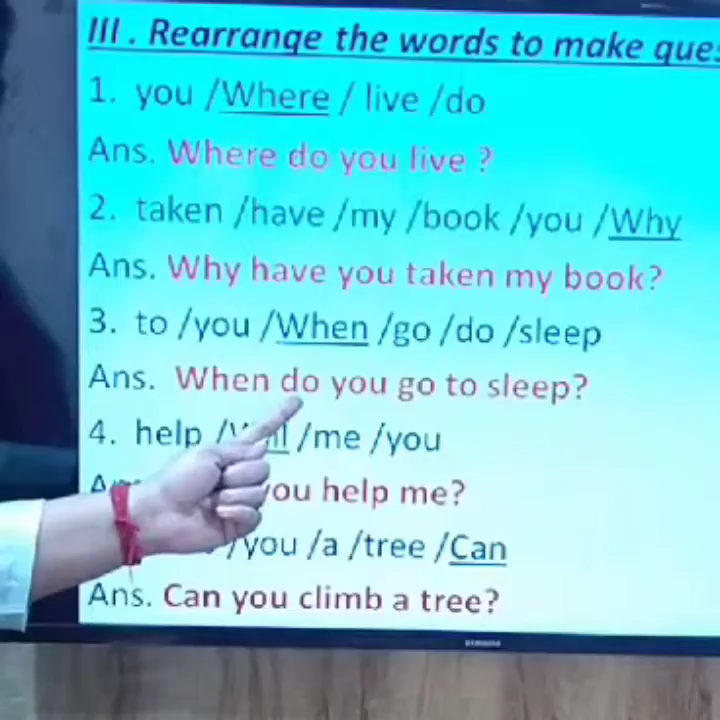 III . Rearrange the words to make
1. you /Where / live /do
Ans. Where do you live ?
2. taken /have /my /book /you /Why
Ans. Why have you taken my book?
3. to /you /When /go /do /sleep
Ans. When do you go to sleep?
4. help / /me /you
you help me?
/you /a /tree /Can
Ans. Can you climb a tree?
SAMSUNG